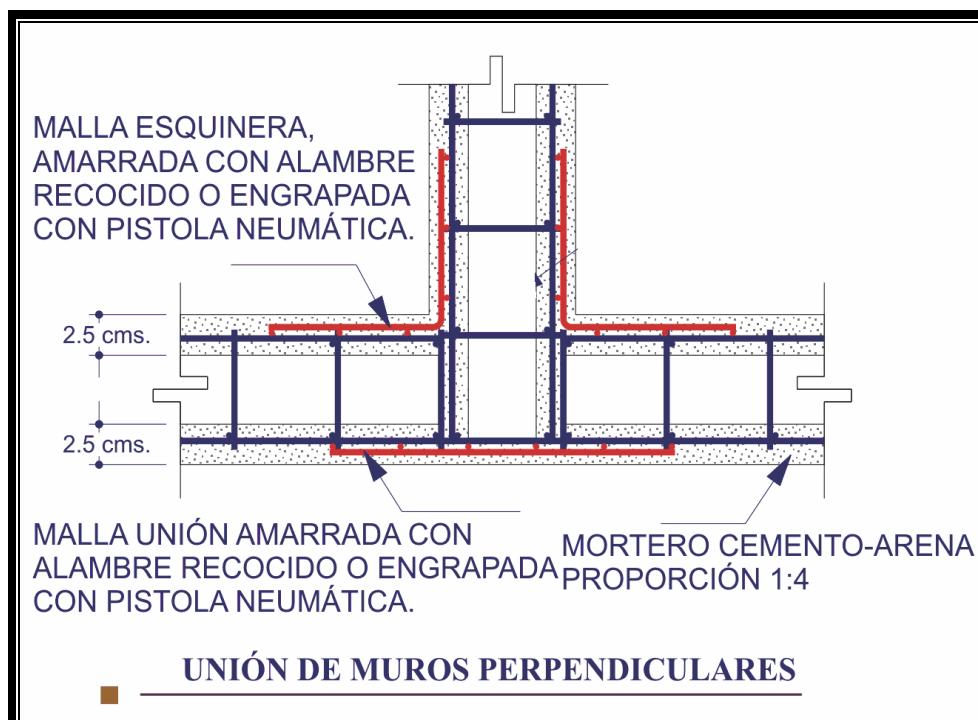 MALLA ESQUINERA,
AMARRADA CON ALAMBRE
RECOCIDO O ENGRAPADA
CON PISTOLA NEUMÁTICA.
2.5 cms.
2.5 cms.
MALLA UNIÓN AMARRADA CON
ALAMBRE RECOCIDO O ENGRAPADA
CON PISTOLA NEUMÁTICA.
MORTERO CEMENTO-ARENA
PROPORCIÓN 1:4
UNIÓN DE MUROS PERPENDICULARES